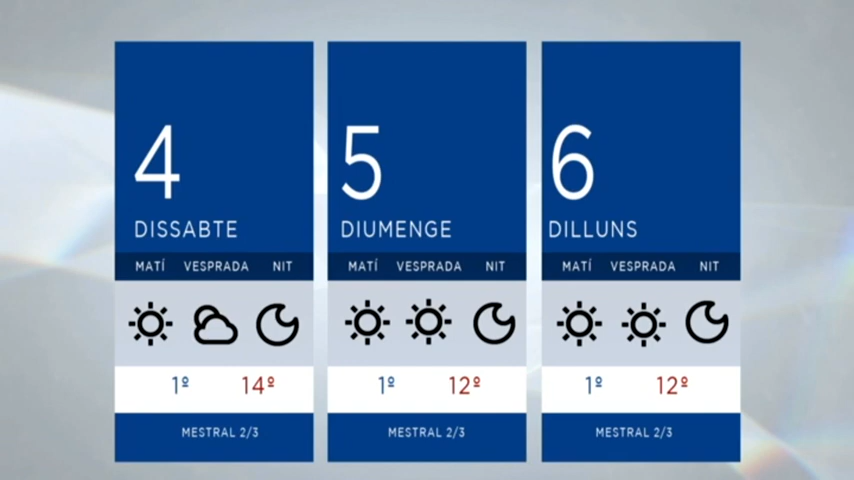 4
DISSABTE
MATÍ VESPRADA NIT
1º 14º
MESTRAL 2/3
5
DIUMENGE
MATÍ VESPRADA NIT
1º 12º
MESTRAL 2/3
6
DILLUNS
MATÍ VESPRADA NIT
1º 12º
MESTRAL 2/3